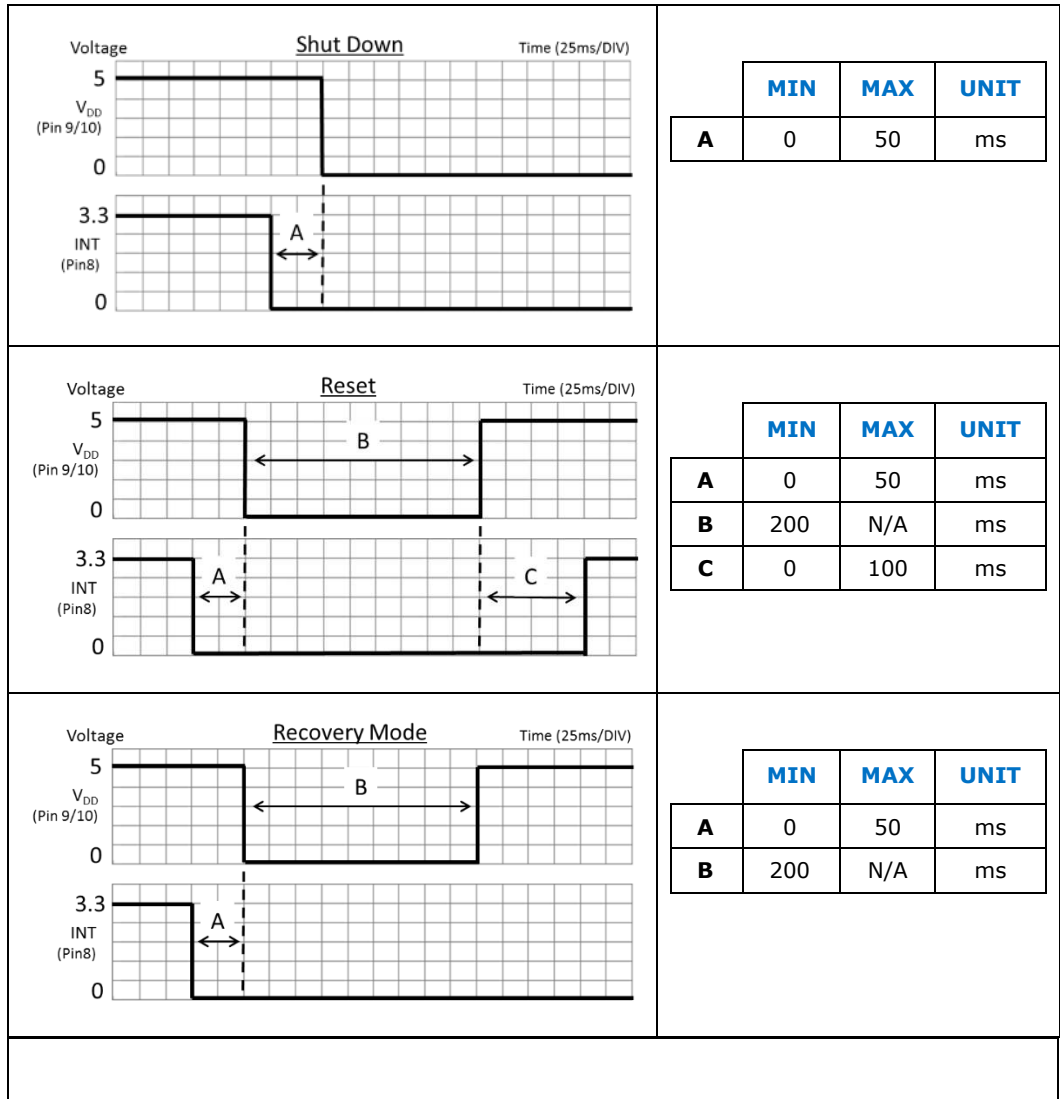 Voltage Shut Down Time (25ms/DIV)
5
VDD
(Pin 9/10)
0
3.3
INT
(Pin8)
0
A
MIN MAX UNIT
A 0 50 ms
Voltage Reset Time (25ms/DIV)
5
VDD
(Pin 9/10)
0
B
3.3
INT
(Pin8)
0
A C
MIN MAX UNIT
A 0 50 ms
B 200 N/A ms
C 0 100 ms
Voltage Recovery Mode Time (25ms/DIV)
5
VDD
(Pin 9/10)
0
B
3.3
INT
(Pin8)
0
A
MIN MAX UNIT
A 0 50 ms
B 200 N/A ms